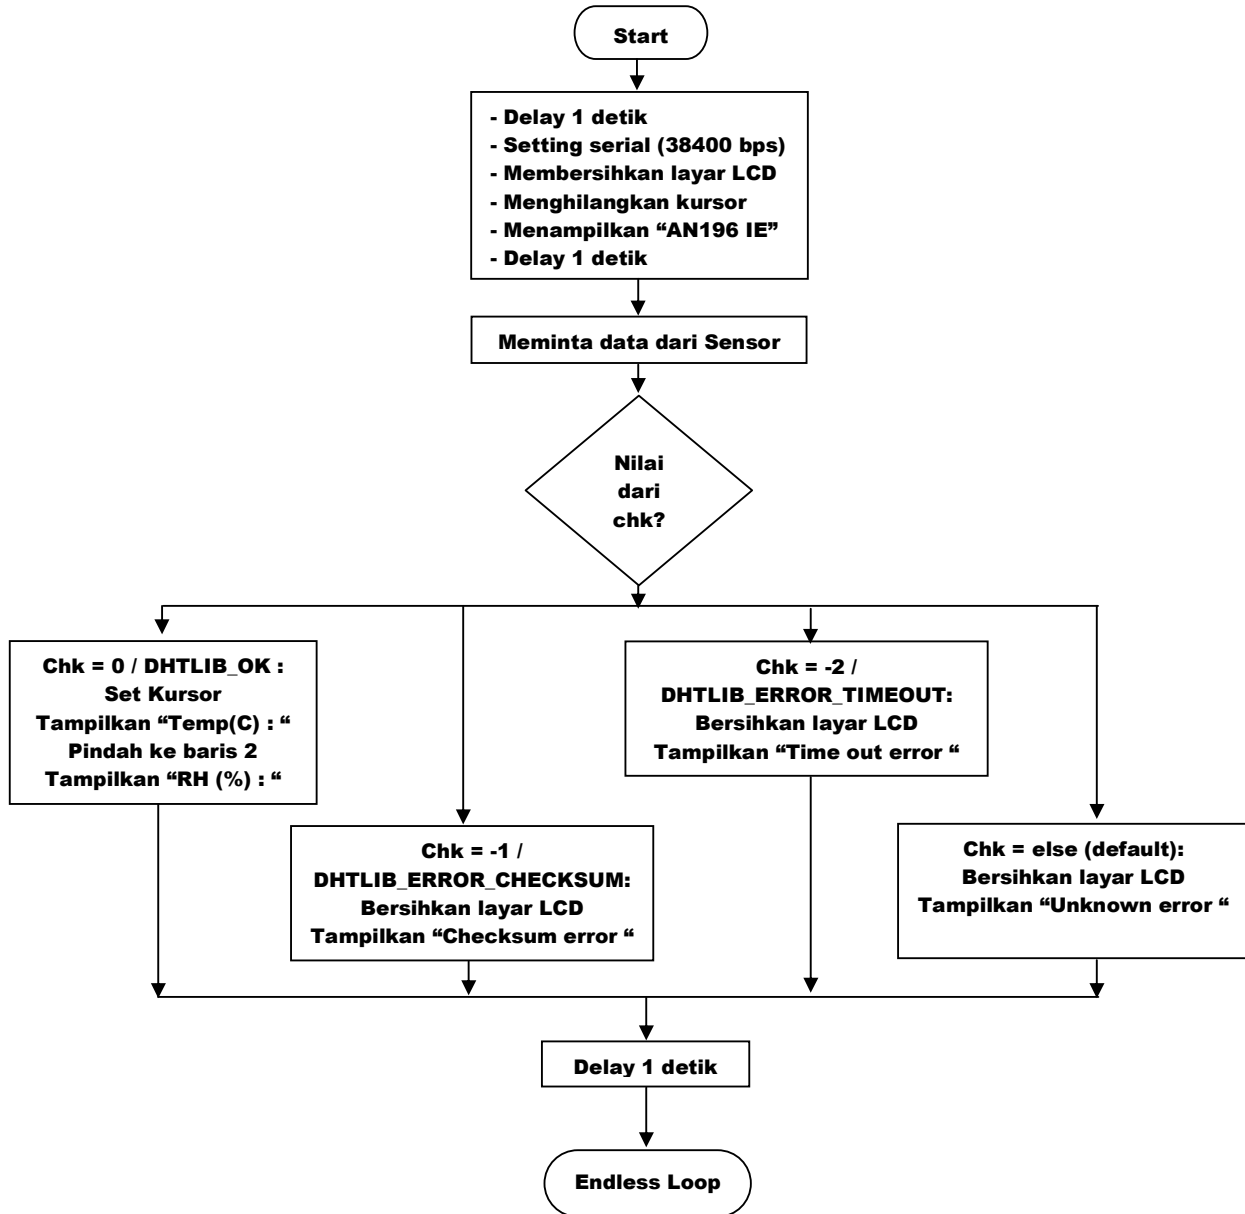 Start
- Delay 1 detik
- Setting serial (38400 bps)
- Membersihkan layar LCD
- Menghilangkan kursor
- Menampilkan “AN196 IE”
- Delay 1 detik
Meminta data dari Sensor
Nilai
dari
chk?
Chk = 0 / DHTLIB_OK :
Set Kursor
Tampilkan “Temp(C) : “
Pindah ke baris 2
Tampilkan “RH (%) : “
Chk = -1 /
DHTLIB_ERROR_CHECKSUM:
Bersihkan layar LCD
Tampilkan “Checksum error “
Chk = -2 /
DHTLIB_ERROR_TIMEOUT:
Bersihkan layar LCD
Tampilkan “Time out error “
Chk = else (default):
Bersihkan layar LCD
Tampilkan “Unknown error “
Delay 1 detik
Endless Loop